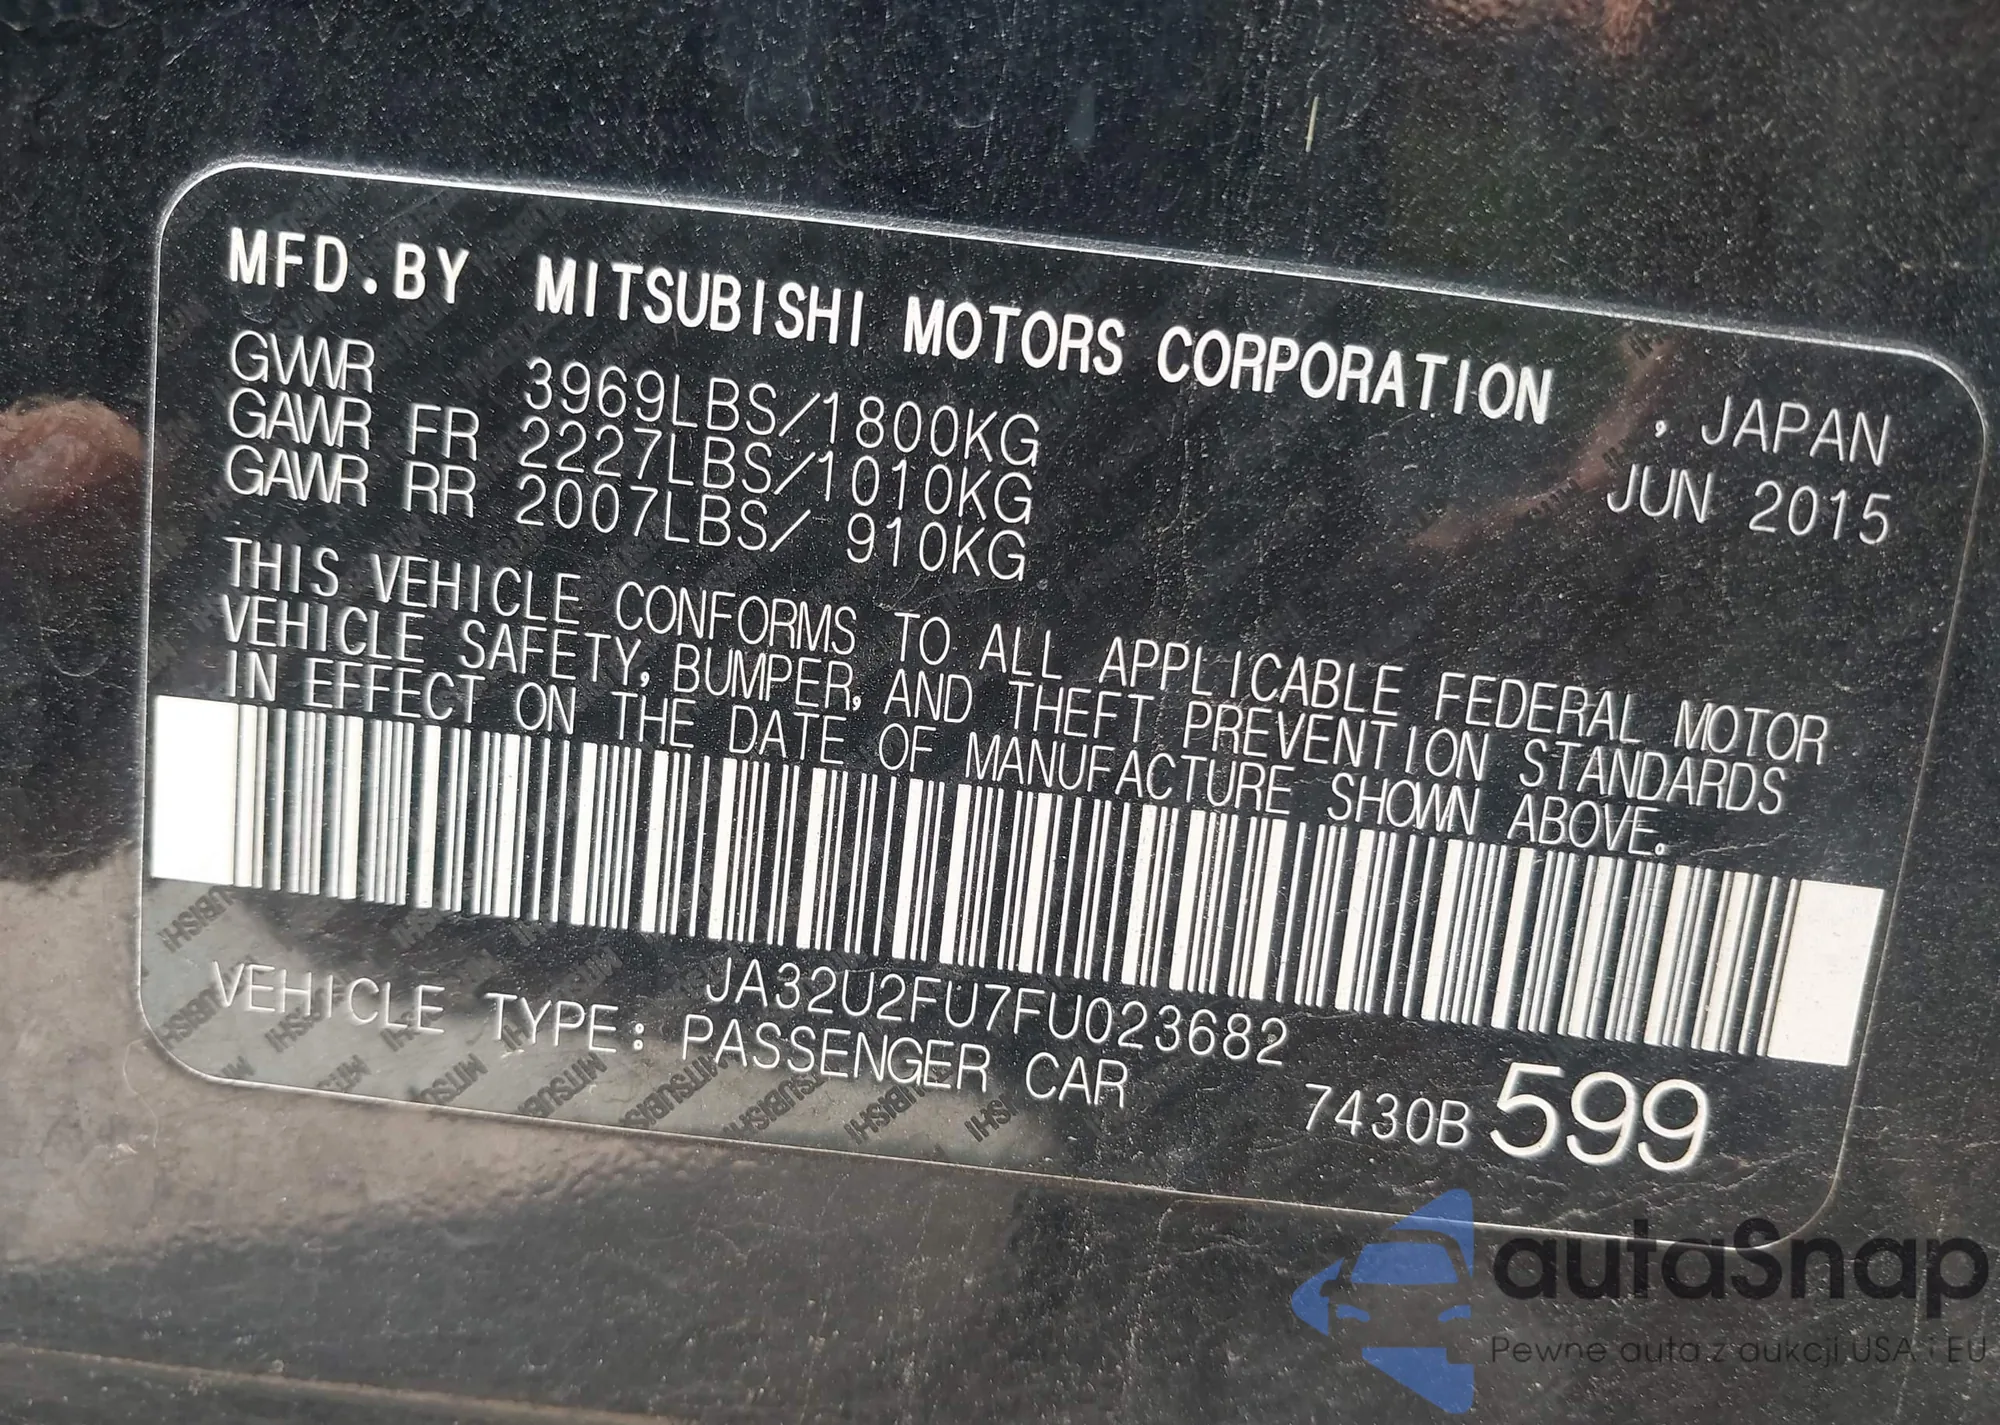 MFD.BY MITSUBISHI MOTORS CORPORATION , JAPAN
GVWR 3969LBS/1800KG JUN 2015
GAWR FR 2227LBS/1010KG
GAWR RR 2007LBS/ 910KG
THIS VEHICLE CONFORMS TO ALL APPLICABLE FEDERAL MOTOR
VEHICLE SAFETY, BUMPER, AND THEFT PREVENTION STANDARDS
IN EFFECT ON THE DATE OF MANUFACTURE SHOWN ABOVE.
JA32U2FU7FU023682
VEHICLE TYPE: PASSENGER CAR
7430B 599
autaSnap
Pewne auta z aukcji USA i EU